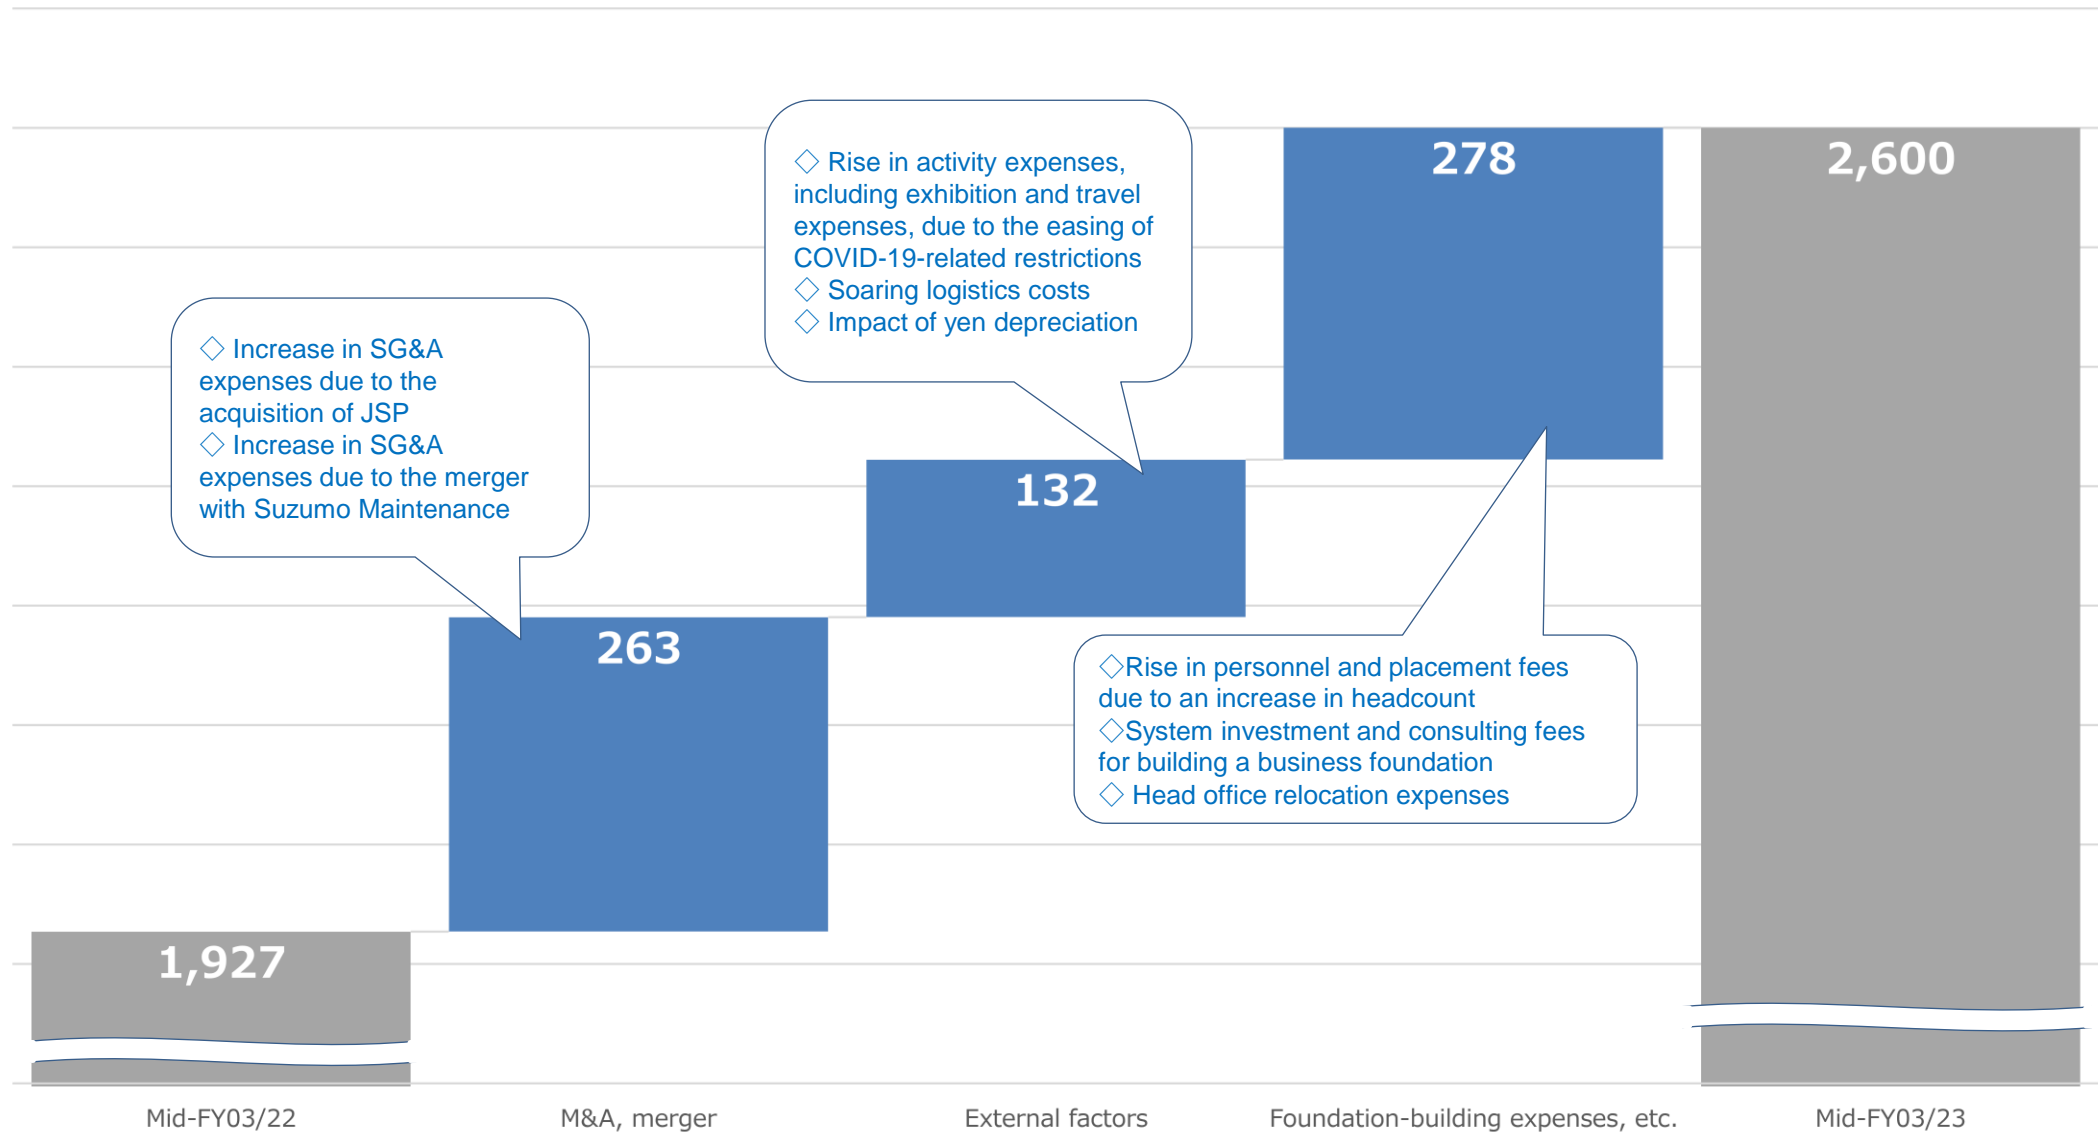 ◇ Rise in activity expenses,
including exhibition and travel
expenses, due to the easing of
COVID-19-related restrictions
◇ Soaring logistics costs
◇ Impact of yen depreciation
278
2,600
◇ Increase in SG&A
expenses due to the
acquisition of JSP
◇ Increase in SG&A
expenses due to the merger
with Suzumo Maintenance
132
263
◇Rise in personnel and placement fees
due to an increase in headcount
◇System investment and consulting fees
for building a business foundation
◇ Head office relocation expenses
1,927
Mid-FY03/22
M&A, merger
External factors
Foundation-building expenses, etc.
Mid-FY03/23